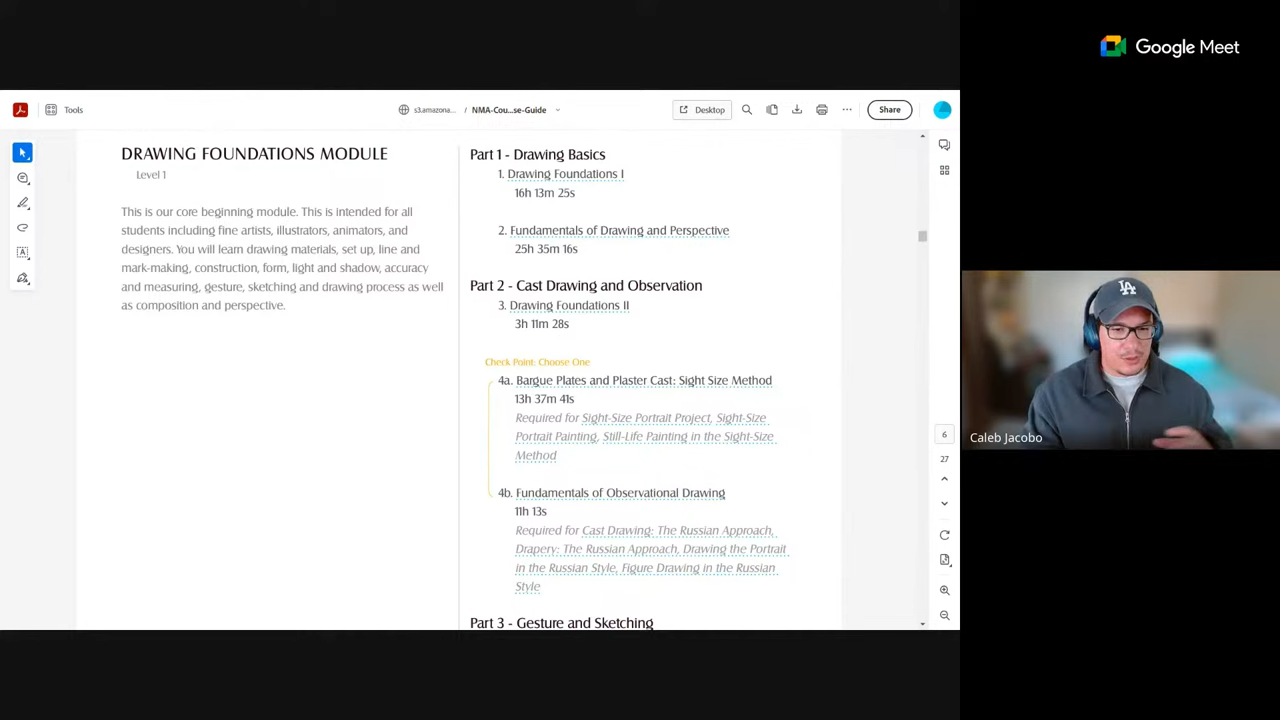 Google Meet
Tools
s3.amazona... / NMA-Cou...se-Guide
Desktop
Share
DRAWING FOUNDATIONS MODULE
Level 1
This is our core beginning module. This is intended for all
students including fine artists, illustrators, animators, and
designers. You will learn drawing materials, set up, line and
mark-making, construction, form, light and shadow, accuracy
and measuring, gesture, sketching and drawing process as well
as composition and perspective.
Part 1 - Drawing Basics
1. Drawing Foundations I
16h 13m 25s
2. Fundamentals of Drawing and Perspective
25h 35m 16s
Part 2 - Cast Drawing and Observation
3. Drawing Foundations II
3h 11m 28s
Check Point: Choose One
4a. Bargue Plates and Plaster Cast: Sight Size Method
13h 37m 41s
Required for Sight-Size Portrait Project, Sight-Size
Portrait Painting, Still-Life Painting in the Sight-Size
Method
4b. Fundamentals of Observational Drawing
11h 13s
Required for Cast Drawing: The Russian Approach,
Drapery: The Russian Approach, Drawing the Portrait
in the Russian Style, Figure Drawing in the Russian
Style
Part 3 - Gesture and Sketching
6
27
LA
Caleb Jacobo